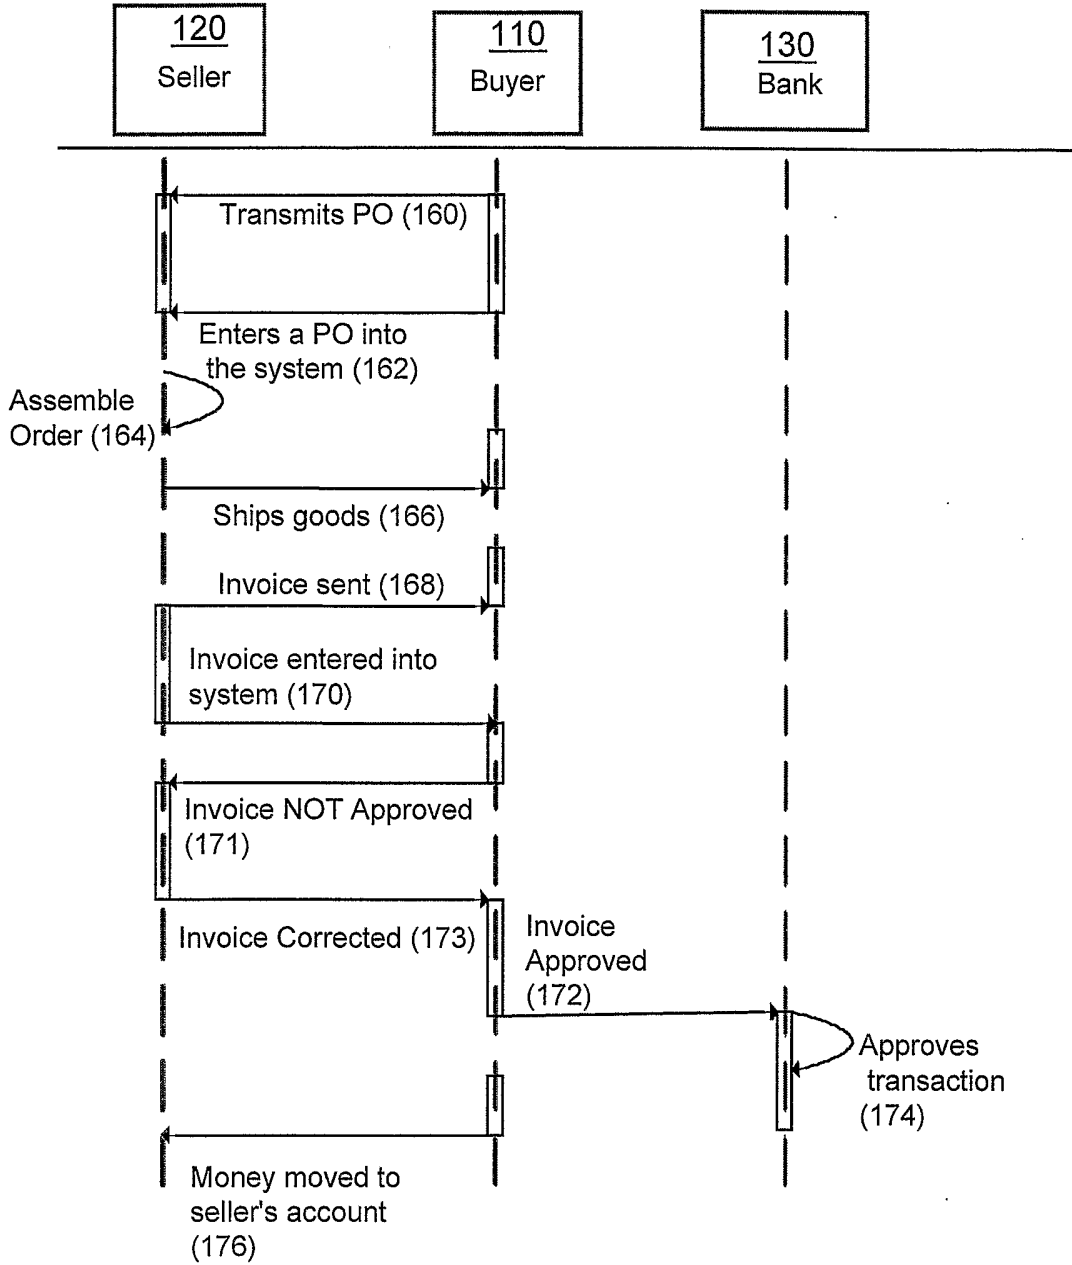 120
Seller
110
Buyer
130
Bank
Transmits PO (160)
Enters a PO into
the system (162)
Assemble
Order (164)
Ships goods (166)
Invoice sent (168)
Invoice entered into
system (170)
Invoice NOT Approved
(171)
Invoice Corrected (173)
Invoice
Approved
(172)
Approves
transaction
(174)
Money moved to
seller's account
(176)